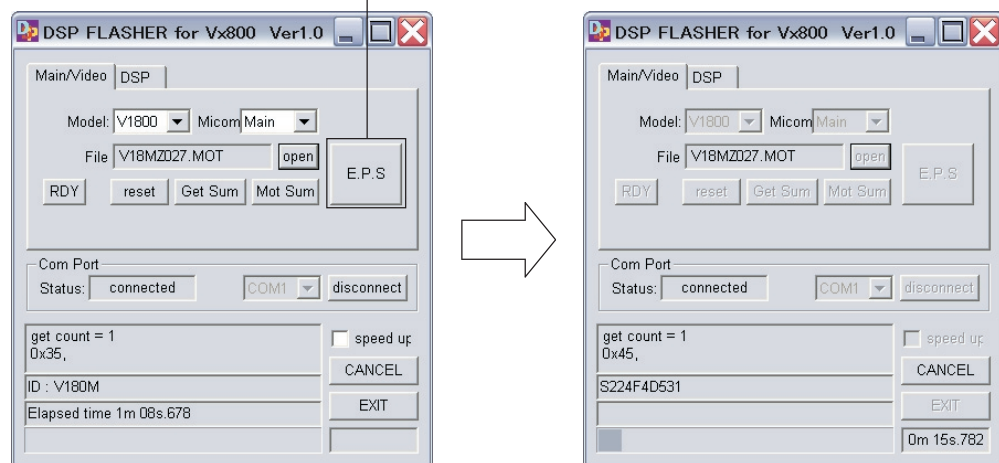 DSP FLASHER for Vx800 Ver1.0
Main/Video DSP
Model: V1800 Micom Main
File V18MZ027.MOT open
E.P.S
RDY reset Get Sum Mot Sum
Com Port
Status: connected COM1 disconnect
get count = 1
0x35,
speed up
CANCEL
ID : V180M
Elapsed time 1m 08s.678
EXIT
DSP FLASHER for Vx800 Ver1.0
Main/Video DSP
Model: V1800 Micom Main
File V18MZ027.MOT open
E.P.S
RDY reset Get Sum Mot Sum
Com Port
Status: connected COM1 disconnect
get count = 1
0x45,
speed up
CANCEL
S224F4D531
EXIT
0m 15s.782